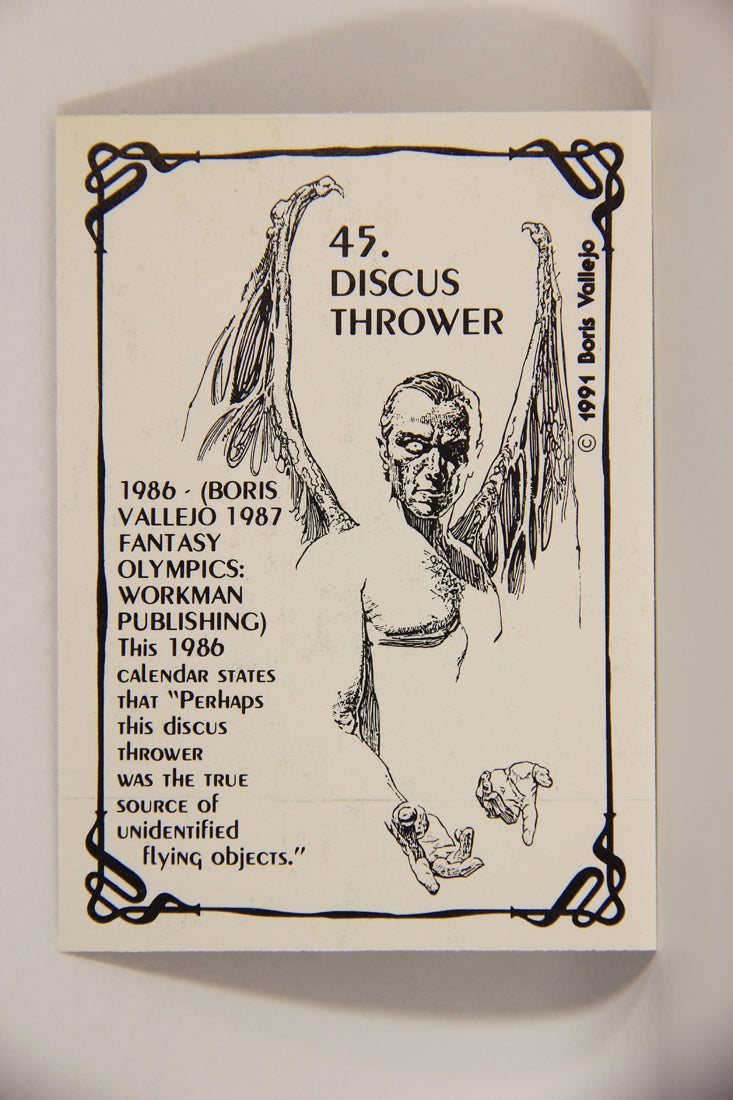 45.
DISCUS
THROWER
© 1991 Boris Vallejo
1986 - (BORIS
VALLEJO 1987
FANTASY
OLYMPICS:
WORKMAN
PUBLISHING)
This 1986
calendar states
that "Perhaps
this discus
thrower
was the true
source of
unidentified
flying objects."